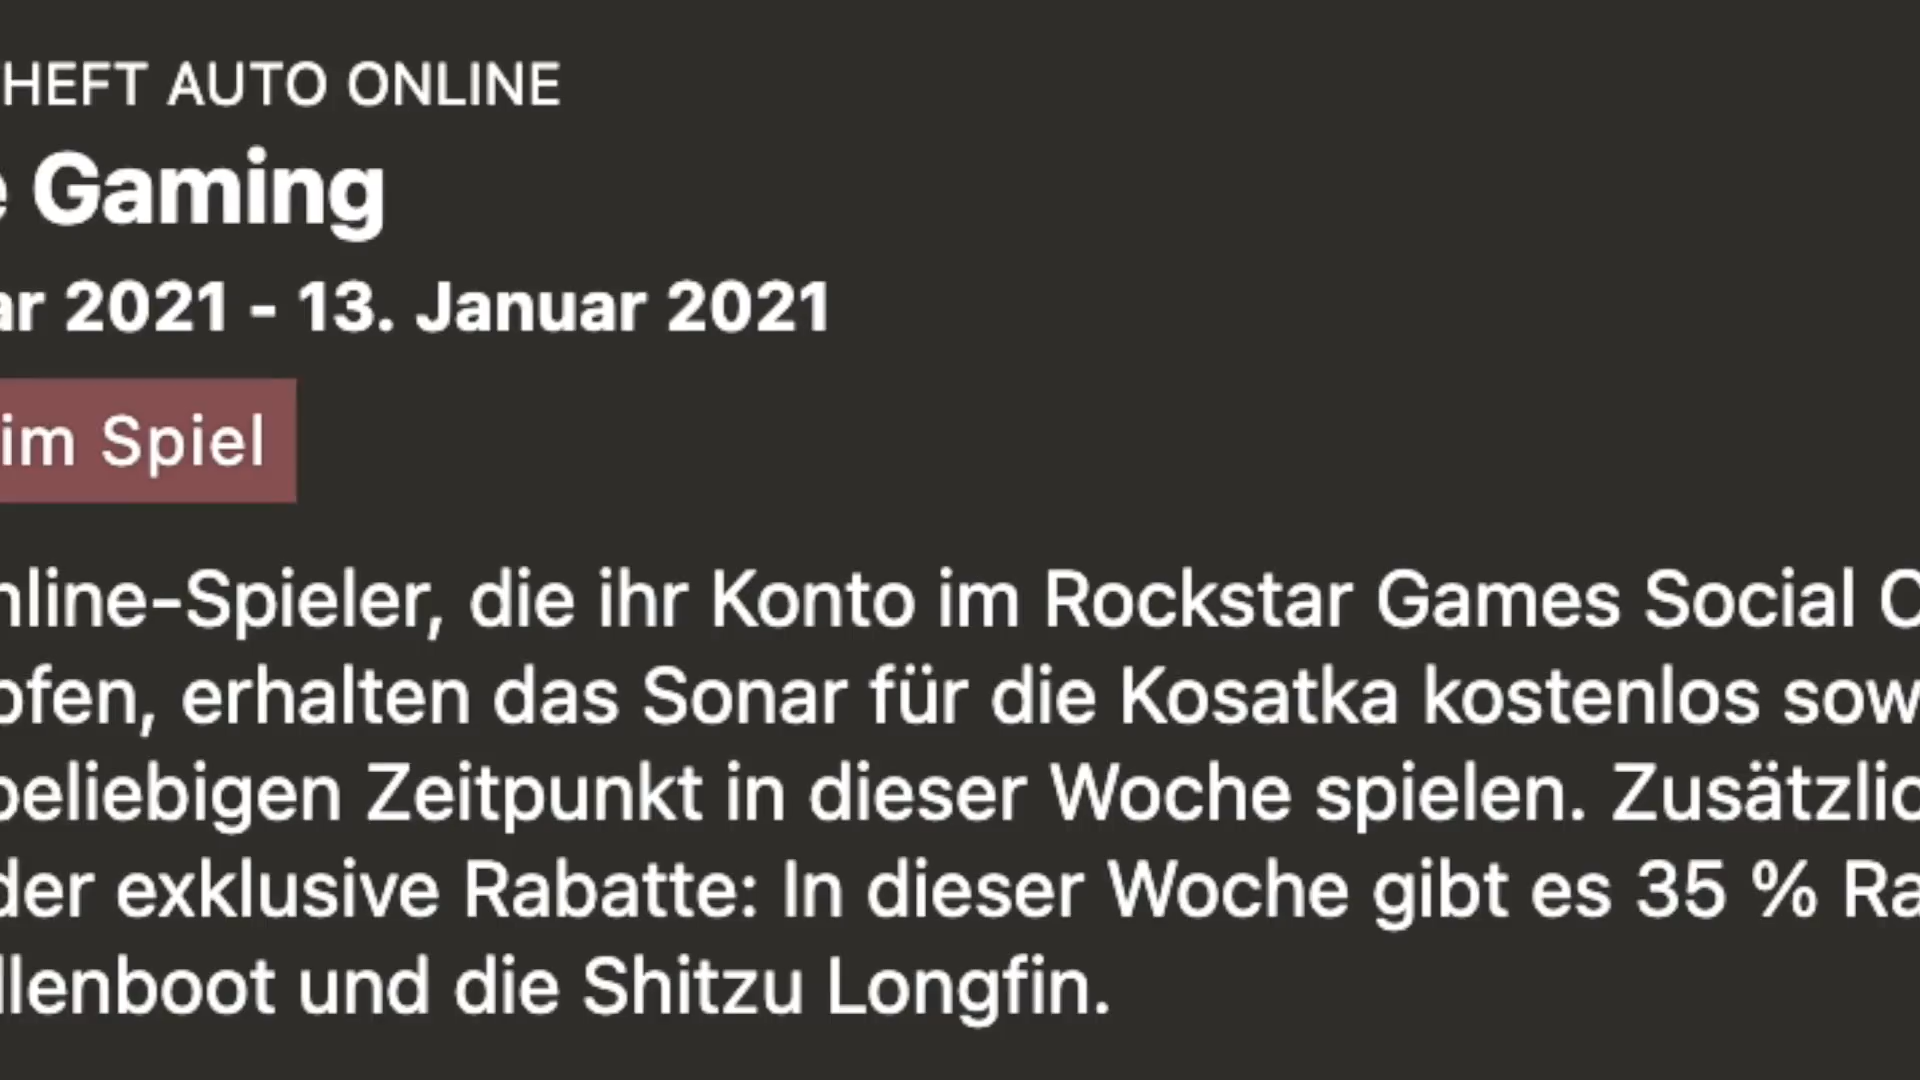 HEFT AUTO ONLINE
Gaming
ar 2021 - 13. Januar 2021
im Spiel
nline-Spieler, die ihr Konto im Rockstar Games Social C
pfen, erhalten das Sonar für die Kosatka kostenlos sow
beliebigen Zeitpunkt in dieser Woche spielen. Zusätzlic
der exklusive Rabatte: In dieser Woche gibt es 35 % Ra
llenboot und die Shitzu Longfin.